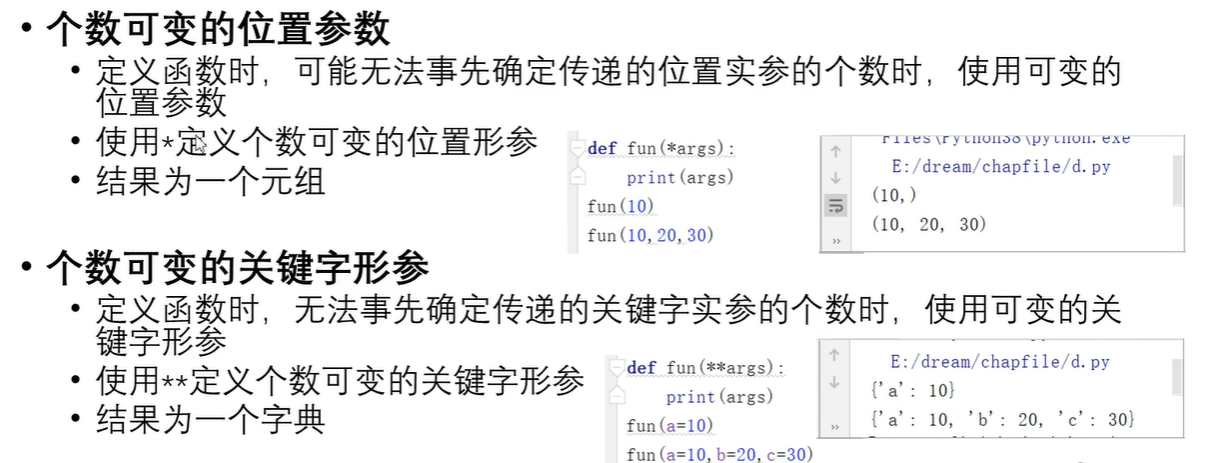 • 个数可变的位置参数
• 定义函数时，可能无法事先确定传递的位置实参的个数时，使用可变的
位置参数
• 使用*定义个数可变的位置形参
• 结果为一个元组
def fun(*args):
print(args)
fun(10)
fun(10,20,30)
Files\Python38\python.exe
E:/dream/chapfile/d.py
(10,)
(10, 20, 30)
• 个数可变的关键字形参
• 定义函数时，无法事先确定传递的关键字实参的个数时，使用可变的关
键字形参
• 使用**定义个数可变的关键字形参
• 结果为一个字典
def fun(**args):
print(args)
fun(a=10)
fun(a=10,b=20,c=30)
E:/dream/chapfile/d.py
{'a': 10}
{'a': 10, 'b': 20, 'c': 30}